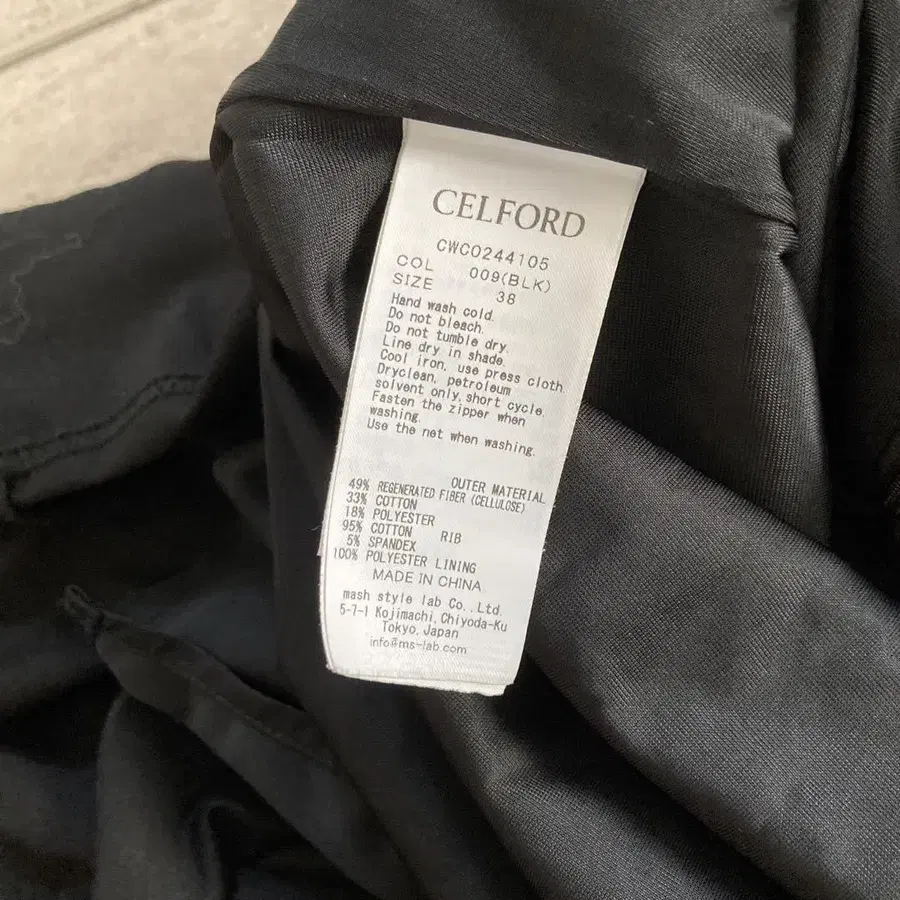 CELFORD
CWCO244105
COL 009(BLK)
SIZE 38
Hand wash cold.
Do not bleach.
Do not tumble dry.
Line dry in shade.
Cool iron, use press cloth.
Dryclean, petroleum
solvent only, short cycle.
Fasten the zipper when
washing.
Use the net when washing.
OUTER MATERIAL
49% REGENERATED FIBER (CELLULOSE)
33% COTTON
18% POLYESTER
95% COTTON RIB
5% SPANDEX
100% POLYESTER LINING
MADE IN CHINA
mash style lab Co., Ltd.
5-7-1 Kojimachi, Chiyoda-Ku
Tokyo, Japan
info@ms-lab.com